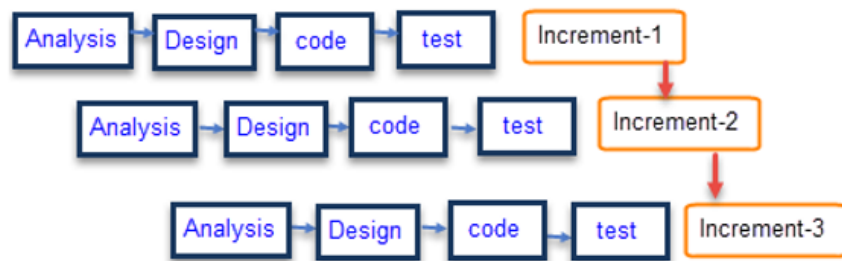 Analysis Design code test Increment-1
Analysis Design code test Increment-2
Analysis Design code test Increment-3